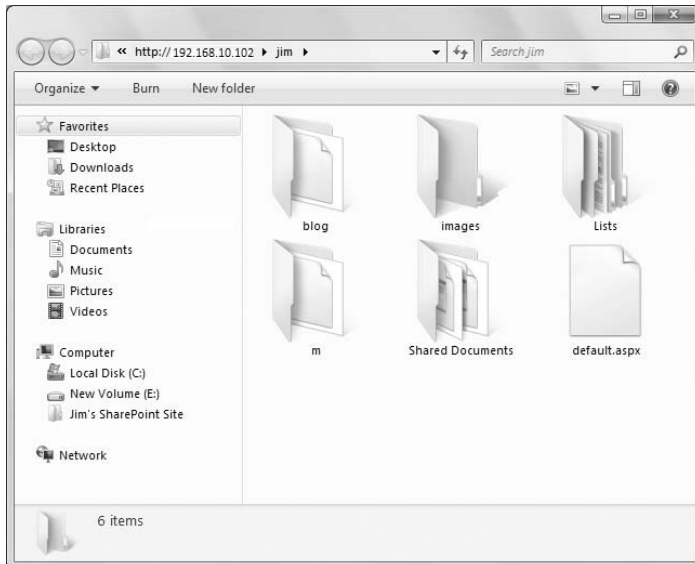 « http://192.168.10.102 ▸ jim ▸
Search jim
Organize ▾ Burn New folder
Favorites
Desktop
Downloads
Recent Places
Libraries
Documents
Music
Pictures
Videos
Computer
Local Disk (C:)
New Volume (E:)
Jim's SharePoint Site
Network
blog images Lists
m Shared Documents default.aspx
6 items